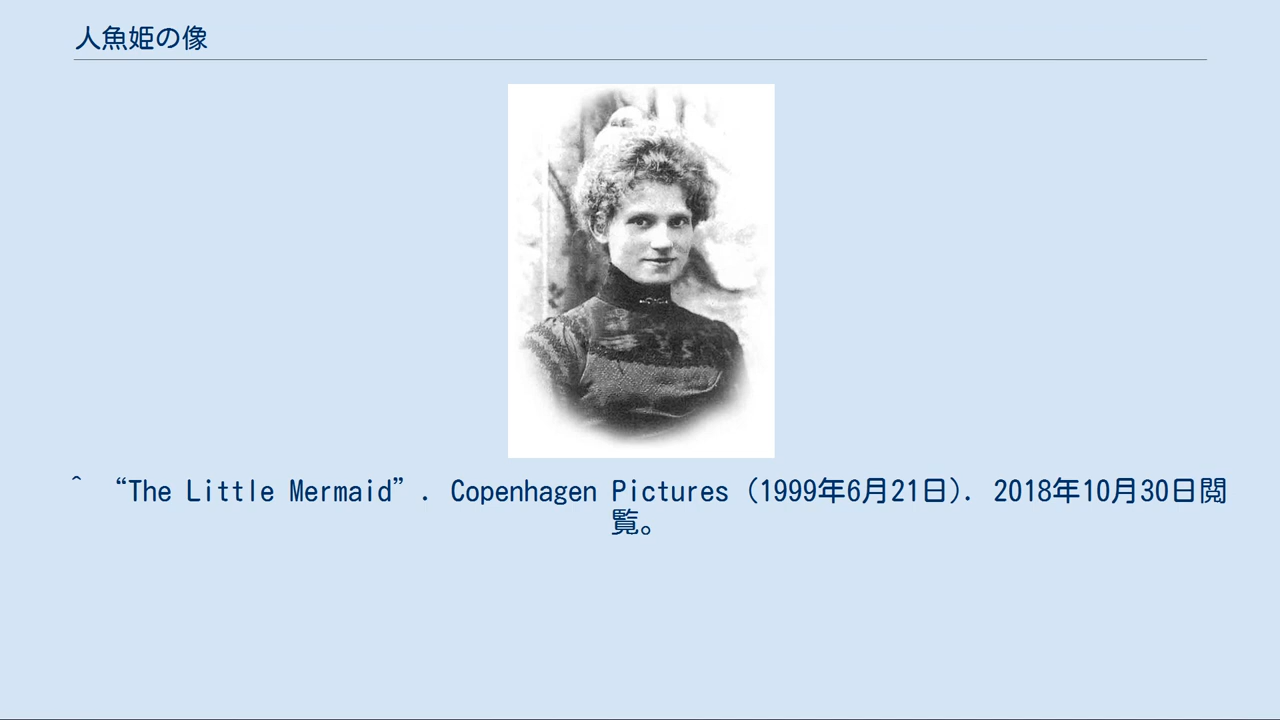 人魚姫の像
^ “The Little Mermaid”. Copenhagen Pictures (1999年6月21日). 2018年10月30日閲
覧。